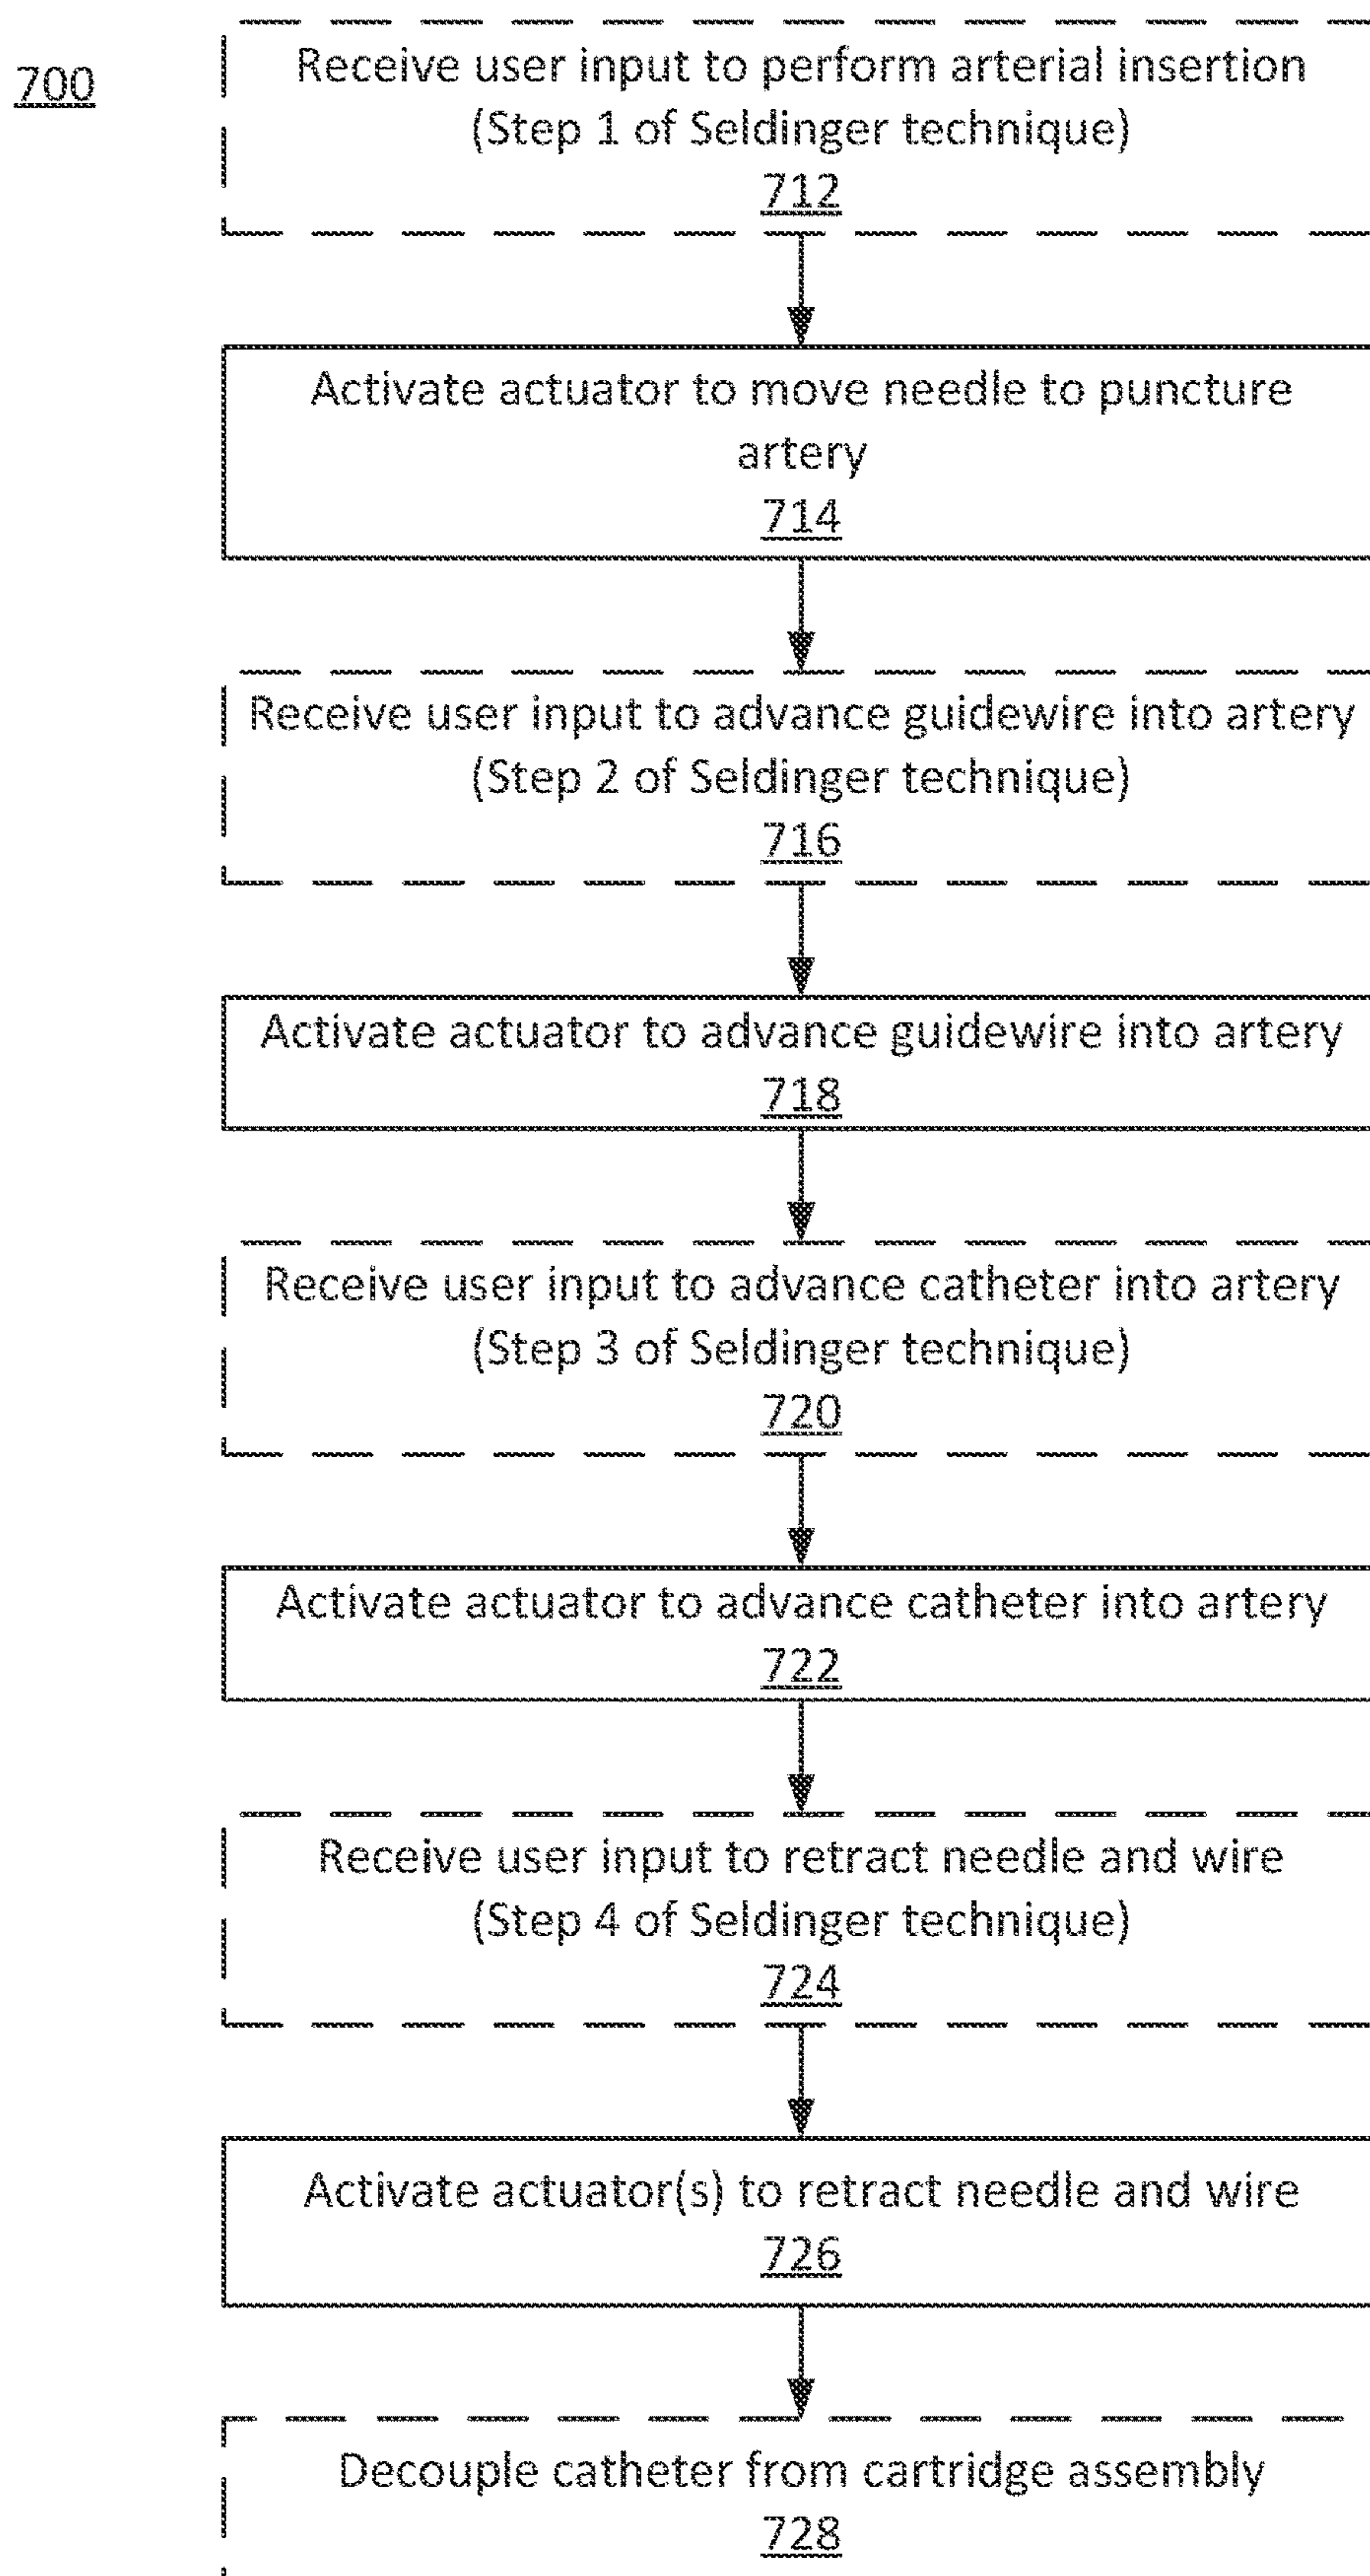 700
Receive user input to perform arterial insertion
(Step 1 of Seldinger technique)
712
Activate actuator to move needle to puncture
artery
714
Receive user input to advance guidewire into artery
(Step 2 of Seldinger technique)
716
Activate actuator to advance guidewire into artery
718
Receive user input to advance catheter into artery
(Step 3 of Seldinger technique)
720
Activate actuator to advance catheter into artery
722
Receive user input to retract needle and wire
(Step 4 of Seldinger technique)
724
Activate actuator(s) to retract needle and wire
726
Decouple catheter from cartridge assembly
728